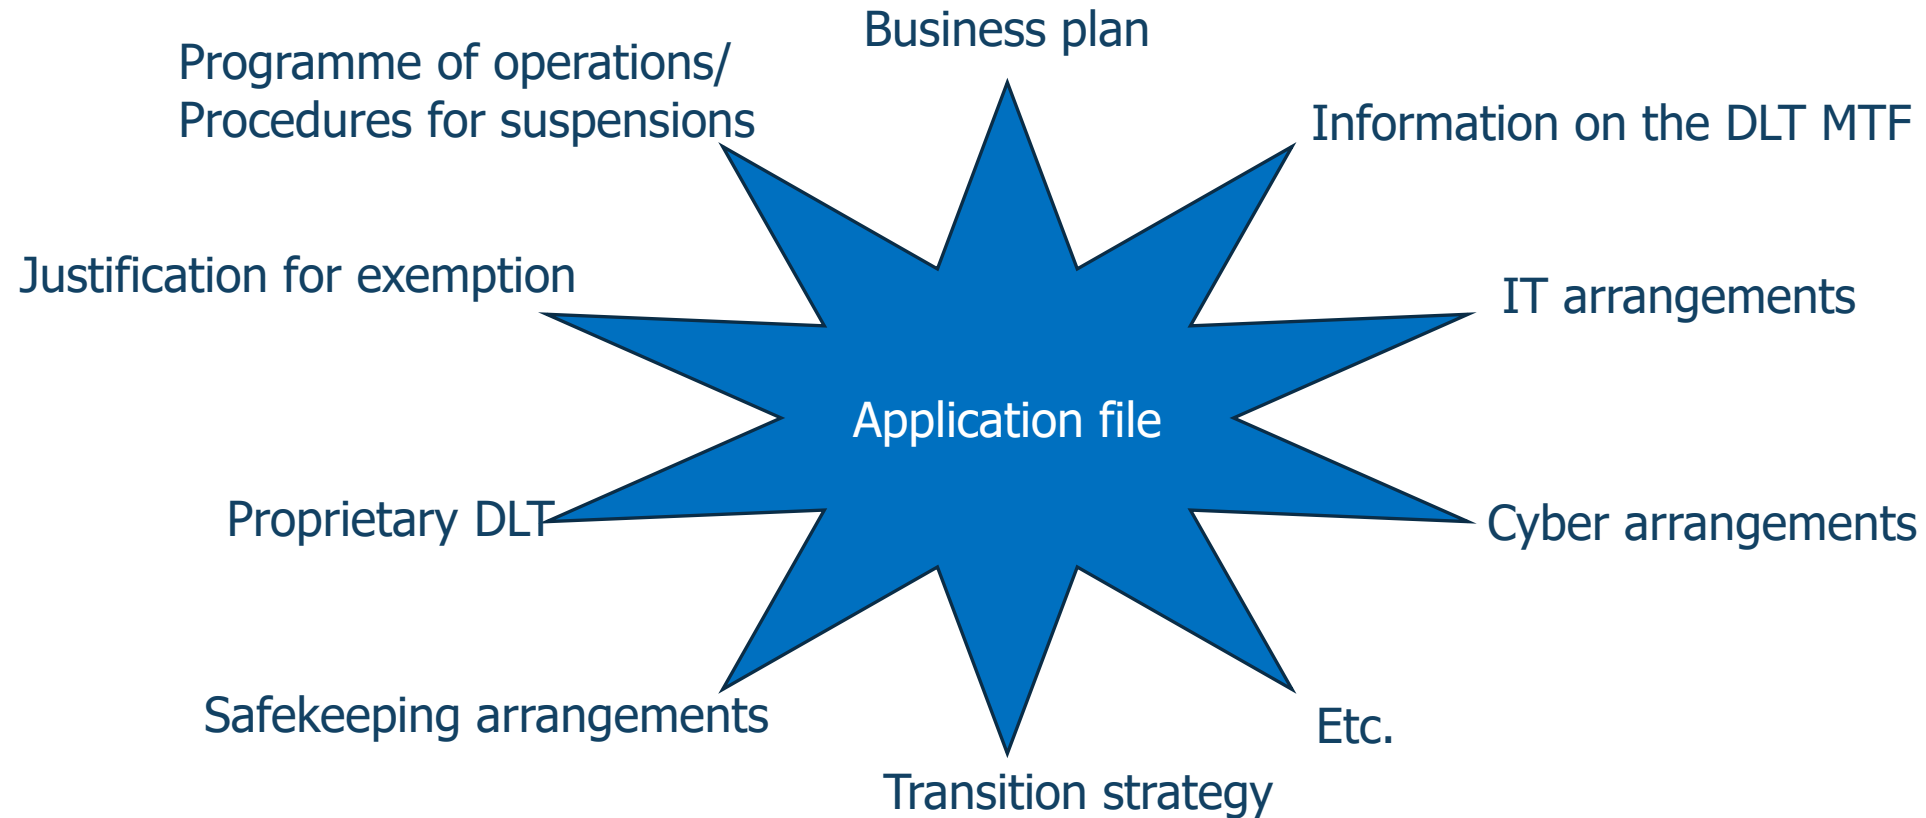 Business plan
Programme of operations/
Procedures for suspensions
Information on the DLT MTF
Justification for exemption
IT arrangements
Application file
Proprietary DLT
Cyber arrangements
Safekeeping arrangements
Etc.
Transition strategy